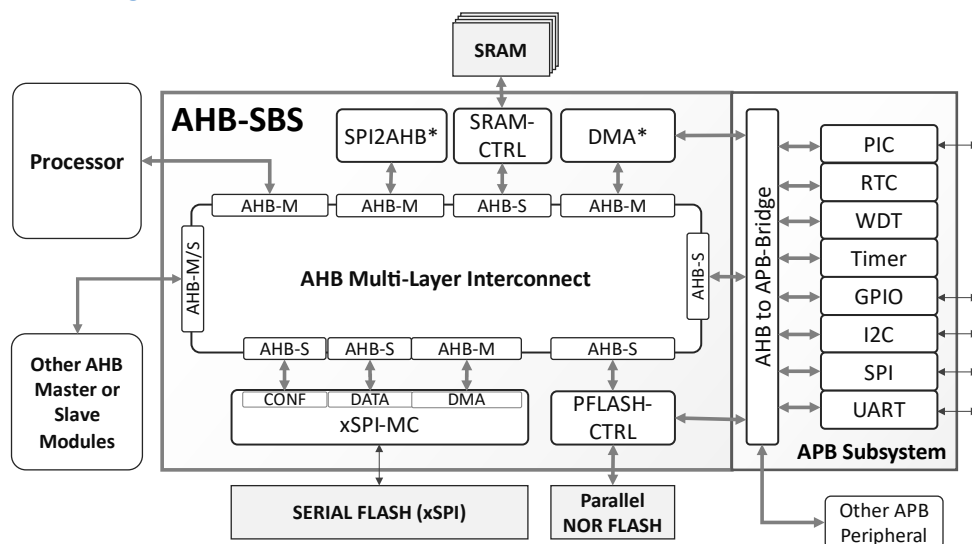 SRAM
AHB-SBS
SPI2AHB*
SRAM-
CTRL
DMA*
Processor
AHB-M
AHB-M
AHB-S
AHB-M
AHB-M/S
AHB Multi-Layer Interconnect
AHB-S
AHB to APB-Bridge
PIC
RTC
WDT
Timer
GPIO
I2C
SPI
UART
APB Subsystem
AHB-S
AHB-S
AHB-M
AHB-S
CONF
DATA
DMA
xSPI-MC
PFLASH-
CTRL
Other AHB
Master or
Slave
Modules
SERIAL FLASH (xSPI)
Parallel
NOR FLASH
Other APB
Peripheral